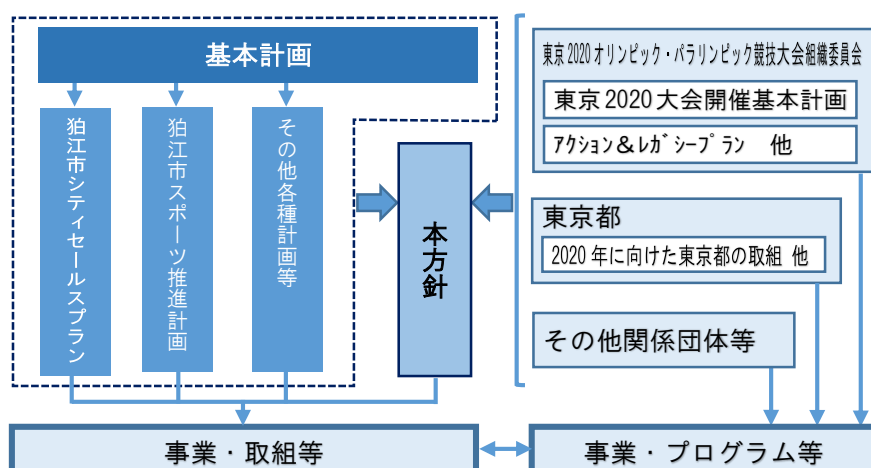 基本計画
狛江市シティセールスプラン
狛江市スポーツ推進計画
その他各種計画等
本方針
東京2020オリンピック・パラリンピック競技大会組織委員会
東京2020大会開催基本計画
ｱｸｼｮﾝ＆ﾚｶﾞｼｰﾌﾟﾗﾝ　他
東京都
2020年に向けた東京都の取組 他
その他関係団体等
事業・取組等
事業・プログラム等